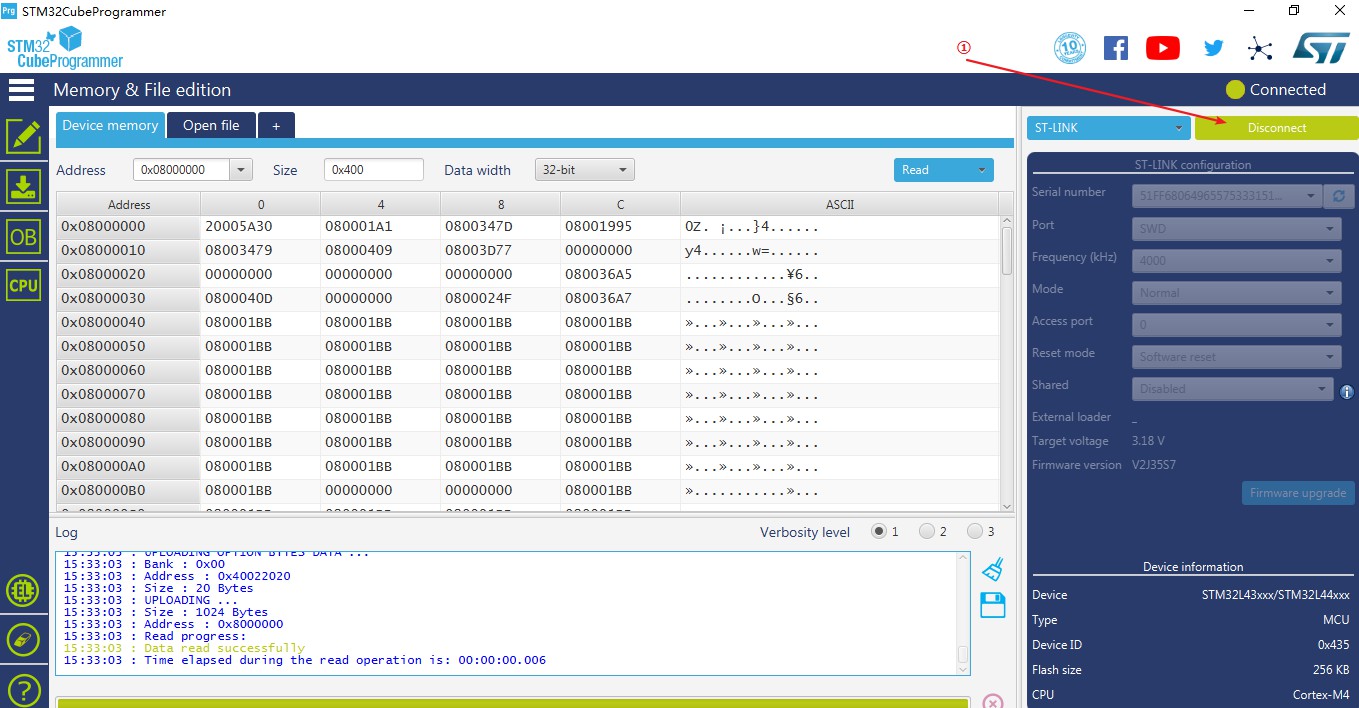 Prg STM32CubeProgrammer
STM32
CubeProgrammer
①
10
Memory & File edition
Connected
Device memory
Open file
+
ST-LINK
Disconnect
Address 0x08000000 Size 0x400 Data width 32-bit Read
ST-LINK configuration
Serial number 51FF68064965575333151...
Port SWD
Frequency (kHz) 4000
Mode Normal
Access port 0
Reset mode Software reset
Shared Disabled
External loader _
Target voltage 3.18 V
Firmware version V2J35S7
Firmware upgrade
OB
CPU
Address 0 4 8 C ASCII
0x08000000 20005A30 080001A1 0800347D 08001995 0Z. ¡...}4......
0x08000010 08003479 08000409 08003D77 00000000 y4......w=......
0x08000020 00000000 00000000 00000000 080036A5 ............¥6..
0x08000030 0800040D 00000000 0800024F 080036A7 ........O...§6..
0x08000040 080001BB 080001BB 080001BB 080001BB »...»...»...»...
0x08000050 080001BB 080001BB 080001BB 080001BB »...»...»...»...
0x08000060 080001BB 080001BB 080001BB 080001BB »...»...»...»...
0x08000070 080001BB 080001BB 080001BB 080001BB »...»...»...»...
0x08000080 080001BB 080001BB 080001BB 080001BB »...»...»...»...
0x08000090 080001BB 080001BB 080001BB 080001BB »...»...»...»...
0x080000A0 080001BB 080001BB 080001BB 080001BB »...»...»...»...
0x080000B0 080001BB 00000000 00000000 080001BB »...........»...
Log
Verbosity level 1 2 3
15:33:03 : UPLOADING OPTION BYTES DATA ...
15:33:03 : Bank : 0x00
15:33:03 : Address : 0x40022020
15:33:03 : Size : 20 Bytes
15:33:03 : UPLOADING ...
15:33:03 : Size : 1024 Bytes
15:33:03 : Address : 0x8000000
15:33:03 : Read progress:
15:33:03 : Data read successfully
15:33:03 : Time elapsed during the read operation is: 00:00:00.006
Device information
Device STM32L43xxx/STM32L44xxx
Type MCU
Device ID 0x435
Flash size 256 KB
CPU Cortex-M4